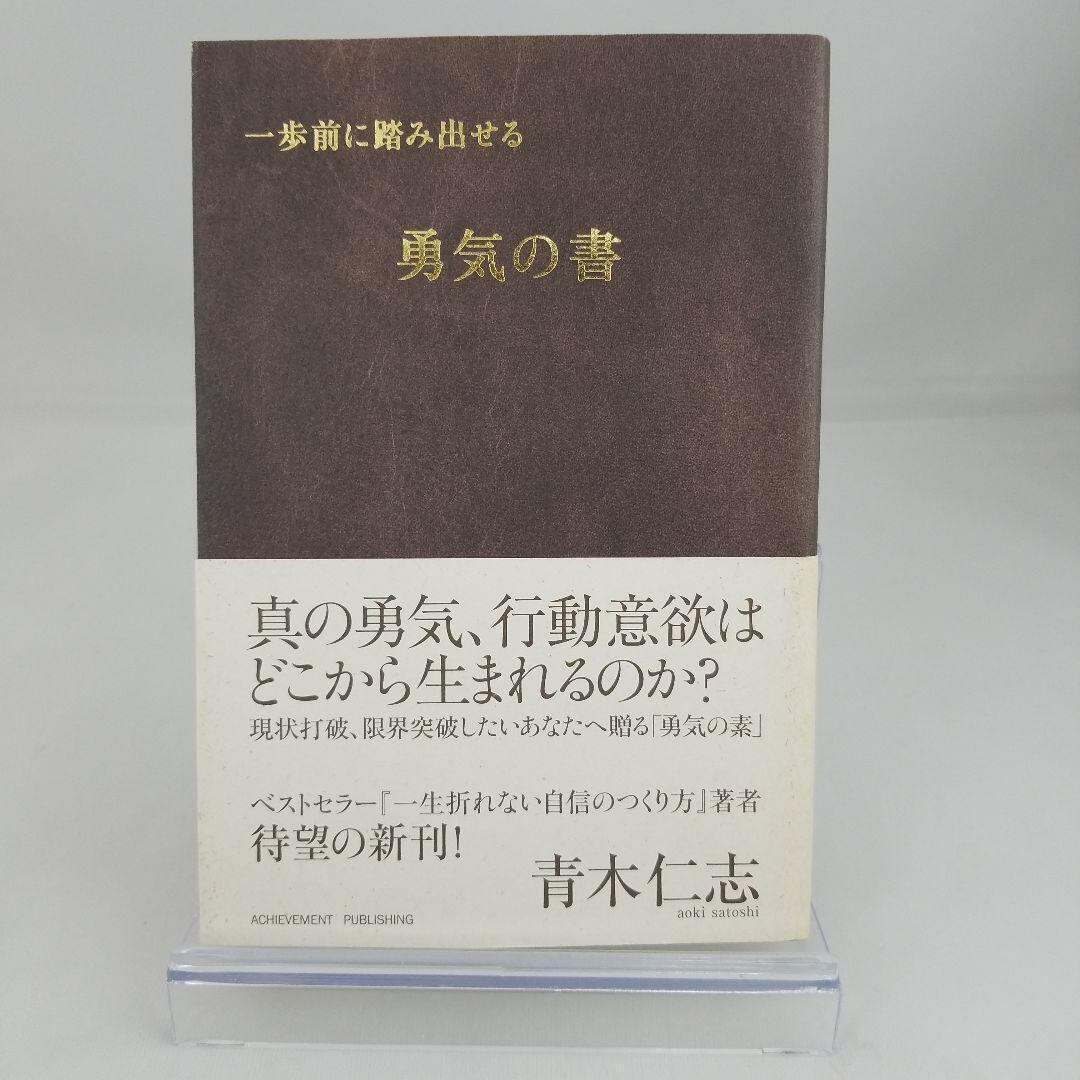 一歩前に踏み出せる
勇気の書
真の勇気、行動意欲は
どこから生まれるのか?
現状打破、限界突破したいあなたへ贈る「勇気の素」
ベストセラー『一生折れない自信のつくり方』著者
待望の新刊!
青木仁志
aoki satoshi
ACHIEVEMENT PUBLISHING